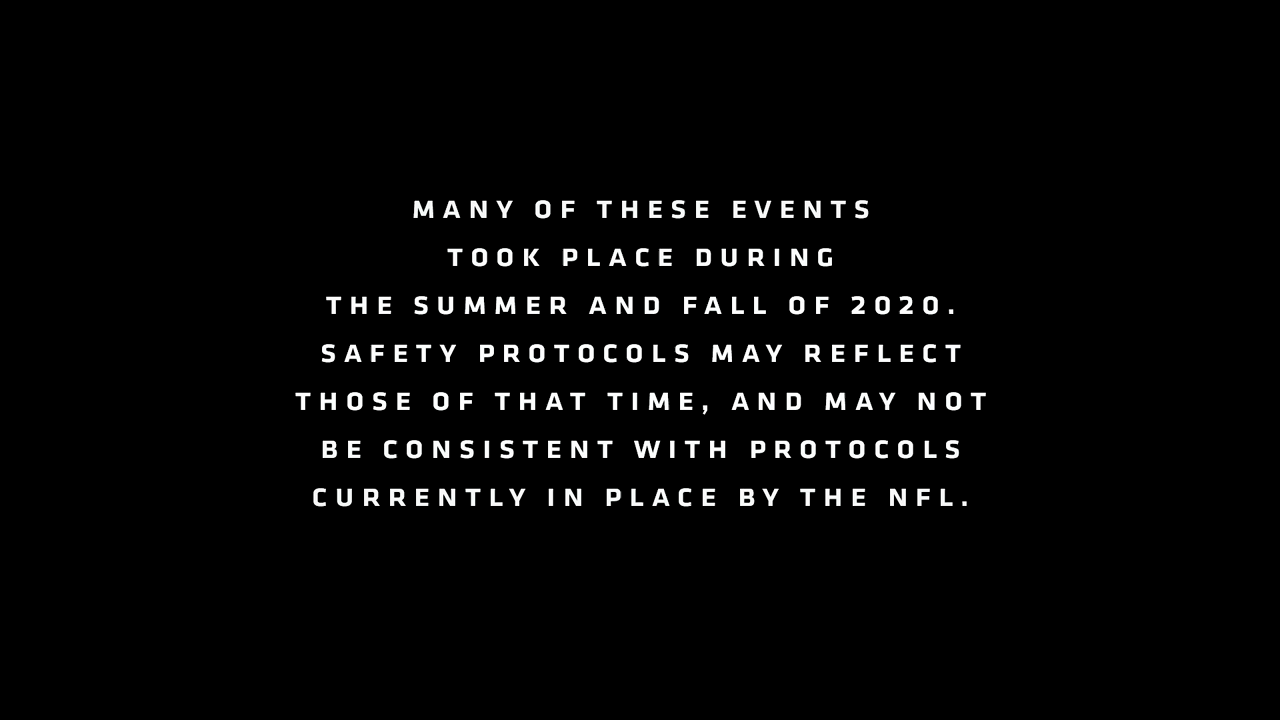 MANY OF THESE EVENTS
TOOK PLACE DURING
THE SUMMER AND FALL OF 2020.
SAFETY PROTOCOLS MAY REFLECT
THOSE OF THAT TIME, AND MAY NOT
BE CONSISTENT WITH PROTOCOLS
CURRENTLY IN PLACE BY THE NFL.